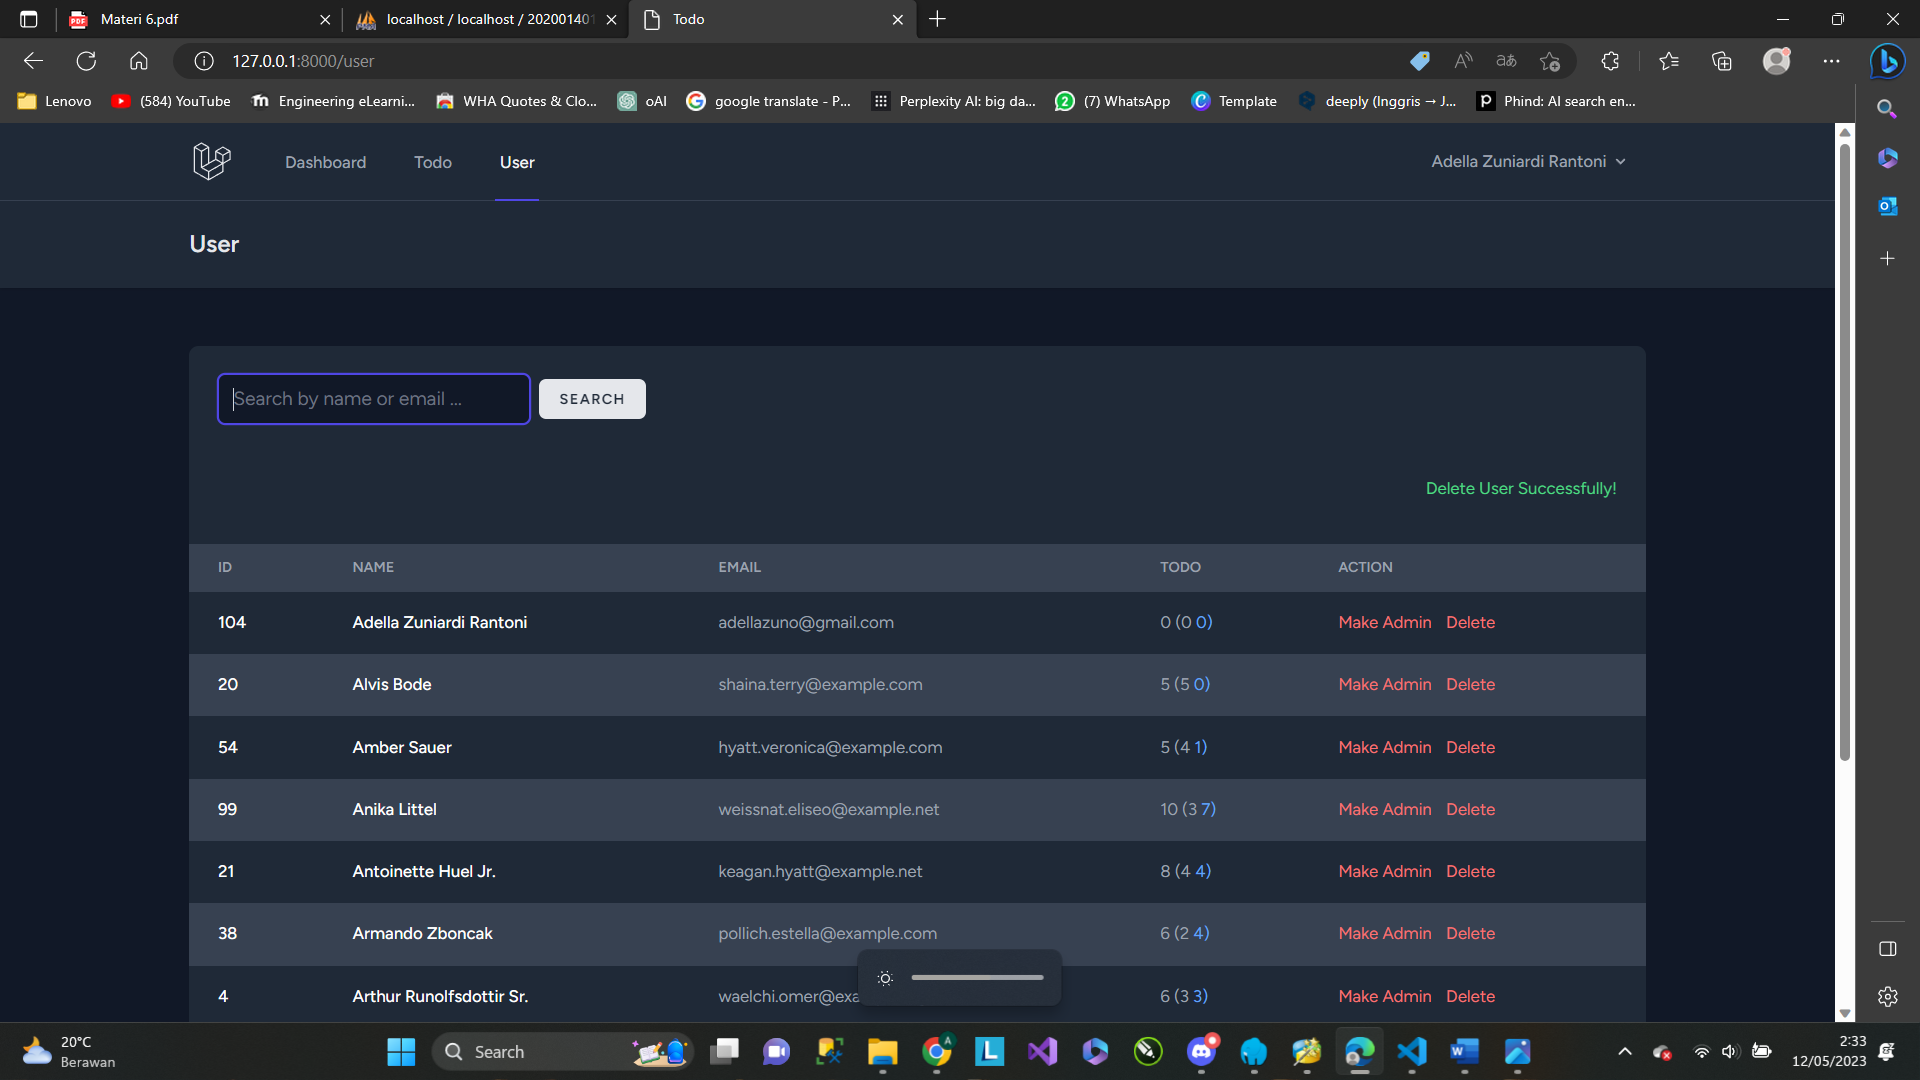 Materi 6.pdf
localhost / localhost / 202001401
Todo
127.0.0.1:8000/user
Lenovo
(584) YouTube
Engineering eLearni...
WHA Quotes & Clo...
oAI
google translate - P...
Perplexity AI: big da...
(7) WhatsApp
Template
deeply (Inggris → J...
Phind: AI search en...
Dashboard
Todo
User
Adella Zuniardi Rantoni
User
Search by name or email ...
SEARCH
Delete User Successfully!
ID NAME EMAIL TODO ACTION
104 Adella Zuniardi Rantoni adellazuno@gmail.com 0 (0 0) Make Admin Delete
20 Alvis Bode shaina.terry@example.com 5 (5 0) Make Admin Delete
54 Amber Sauer hyatt.veronica@example.com 5 (4 1) Make Admin Delete
99 Anika Littel weissnat.eliseo@example.net 10 (3 7) Make Admin Delete
21 Antoinette Huel Jr. keagan.hyatt@example.net 8 (4 4) Make Admin Delete
38 Armando Zboncak pollich.estella@example.com 6 (2 4) Make Admin Delete
4 Arthur Runolfsdottir Sr. waelchi.omer@exa 6 (3 3) Make Admin Delete
20°C
Berawan
Search
2:33
12/05/2023